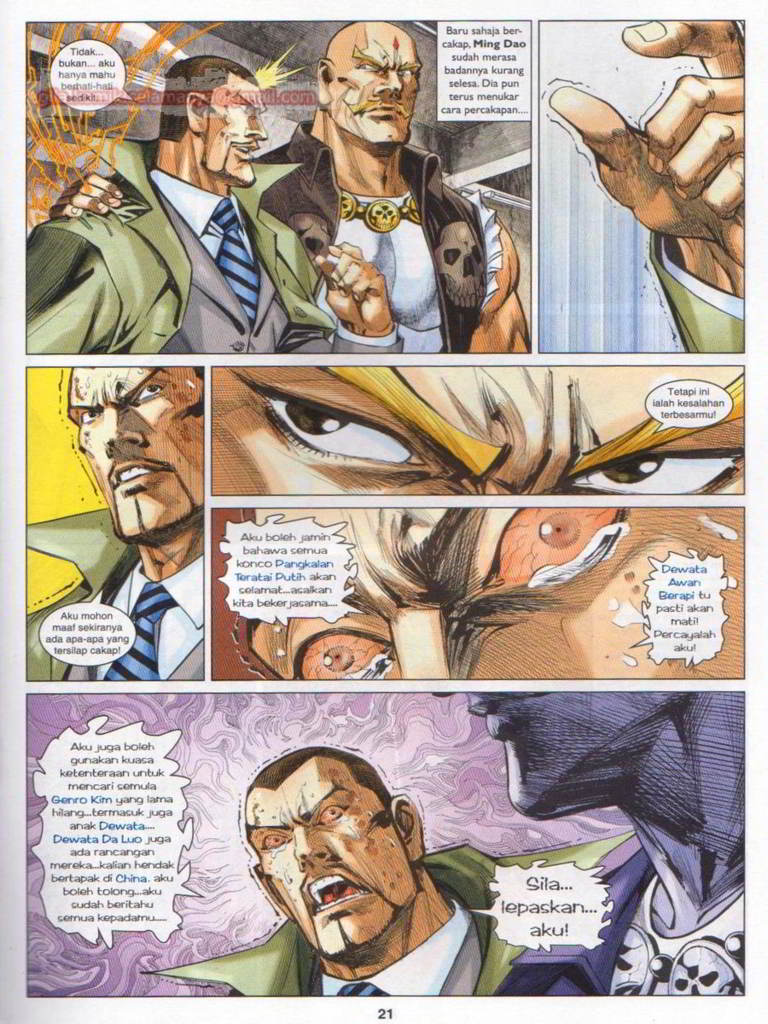 Tidak...
bukan... aku
hanya mahu
berhati-hati
sedikit...
Baru sahaja ber-
cakap, Ming Dao
sudah merasa
badannya kurang
selesa. Dia pun
terus menukar
cara percakapan....
Tetapi ini
ialah kesalahan
terbesarmu!
Aku mohon
maaf sekiranya
ada apa-apa yang
tersilap cakap!
Aku boleh jamin
bahawa semua
konco Pangkalan
Teratai Putih akan
selamat...asalkan
kita bekerjasama....
Dewata
Awan
Berapi tu
pasti akan
mati!
Percayalah
aku!
Aku juga boleh
gunakan kuasa
ketenteraan untuk
mencari semula
Genro Kim yang lama
hilang...termasuk juga
anak Dewata....
Dewata Da Luo juga
ada rancangan
mereka...kalian hendak
bertapak di China. aku
boleh tolong...aku
sudah beritahu
semua kepadamu.....
Sila...
lepaskan...
aku!
21